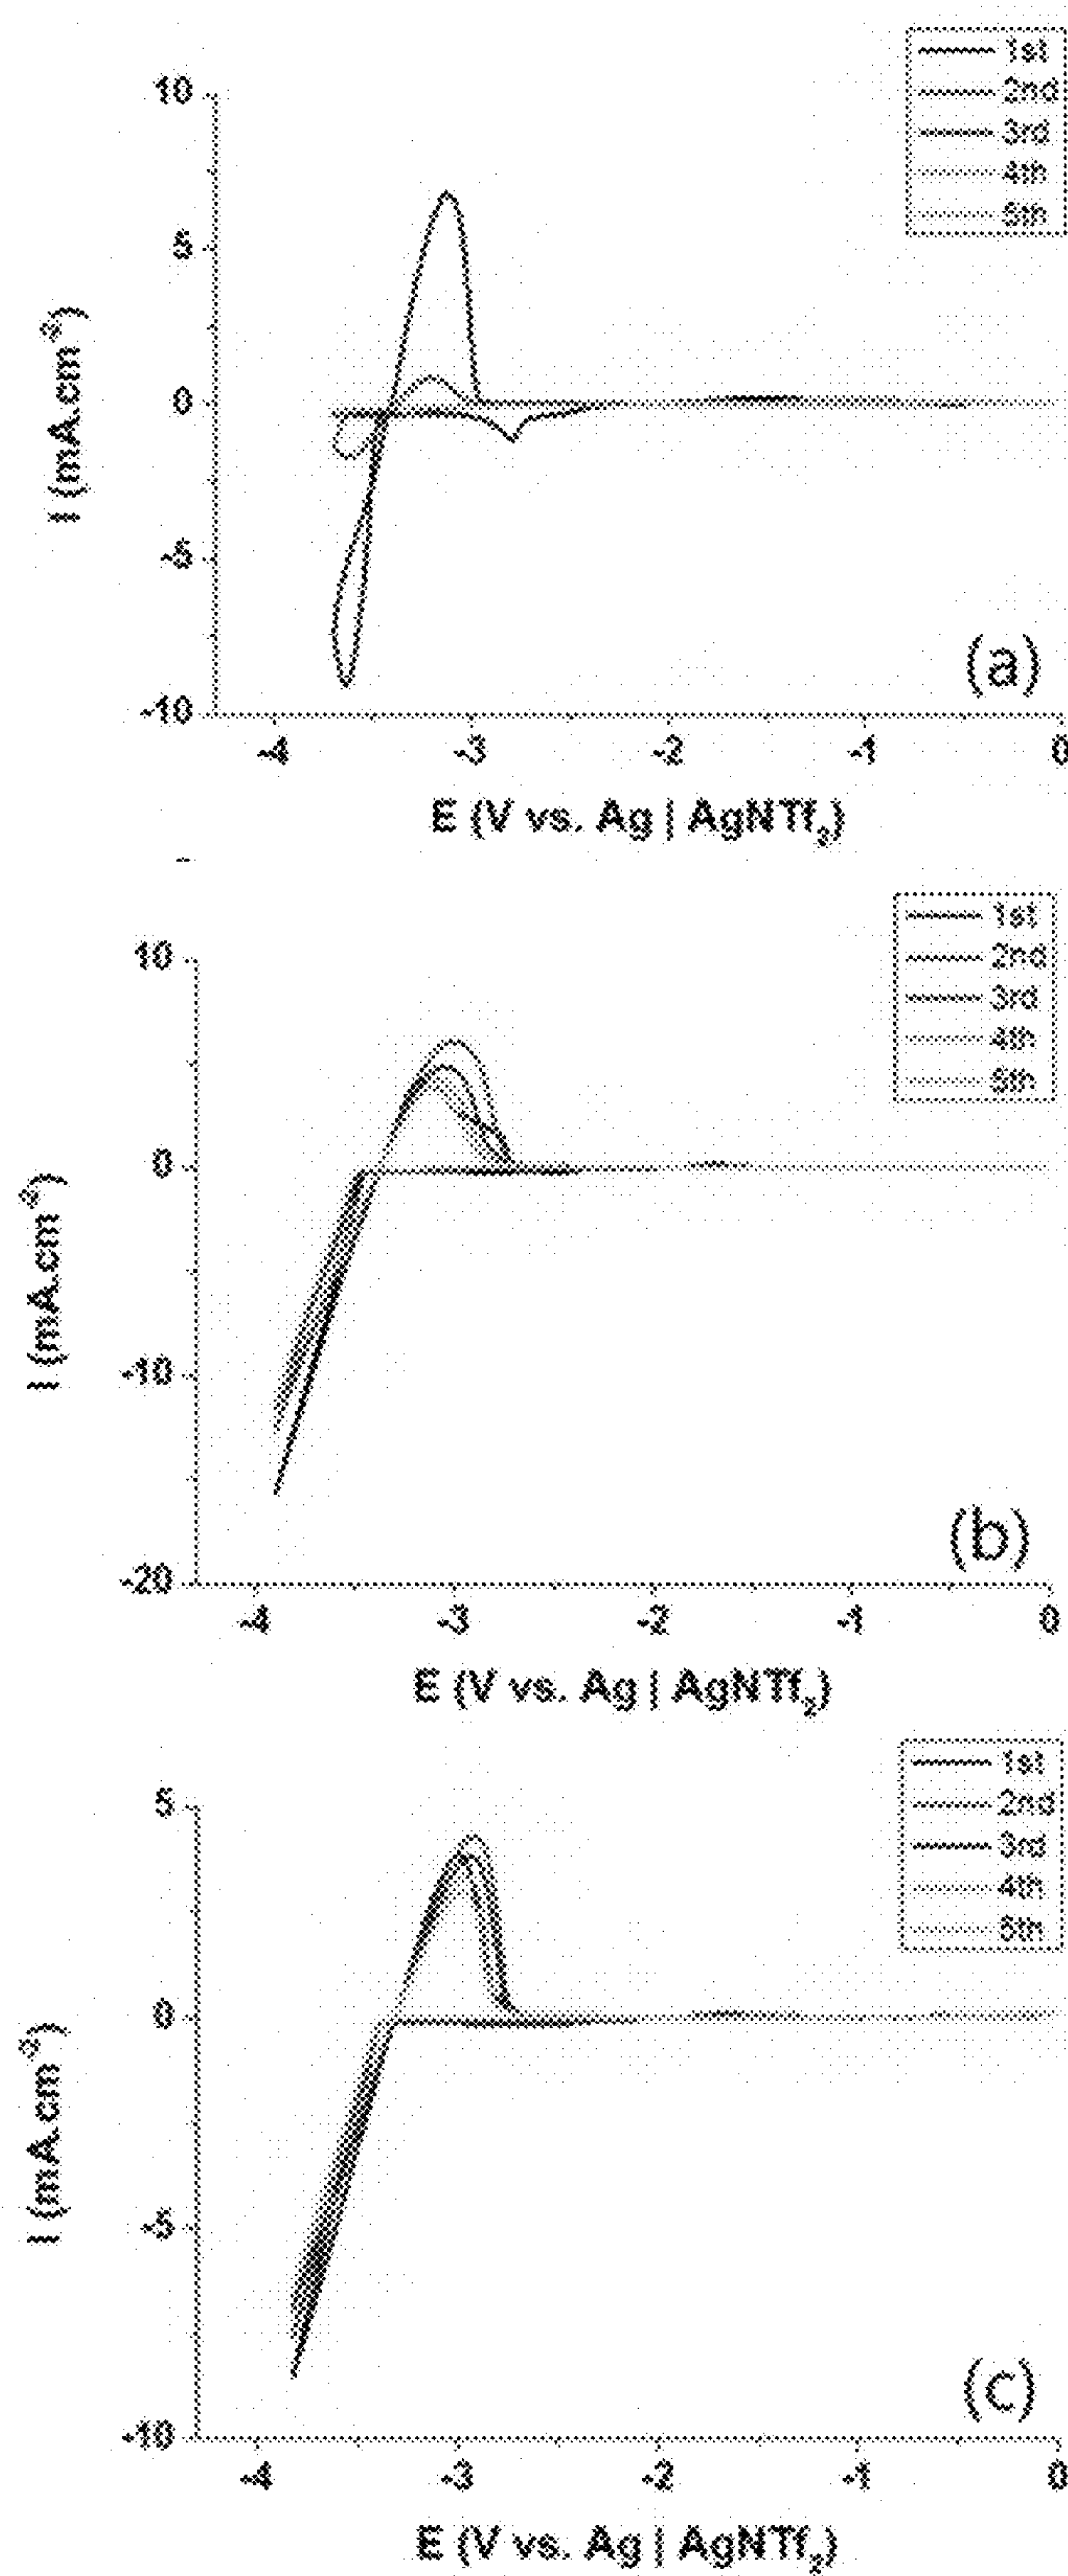 1st
2nd
3rd
4th
5th
10
5
0
-5
-10
I (mA.cm⁻²)
(a)
-4 -3 -2 -1 0
E (V vs. Ag | AgNTf₂)
1st
2nd
3rd
4th
5th
10
0
-10
-20
I (mA.cm⁻²)
(b)
-4 -3 -2 -1 0
E (V vs. Ag | AgNTf₂)
1st
2nd
3rd
4th
5th
5
0
-5
-10
I (mA.cm⁻²)
(c)
-4 -3 -2 -1 0
E (V vs. Ag | AgNTf₂)